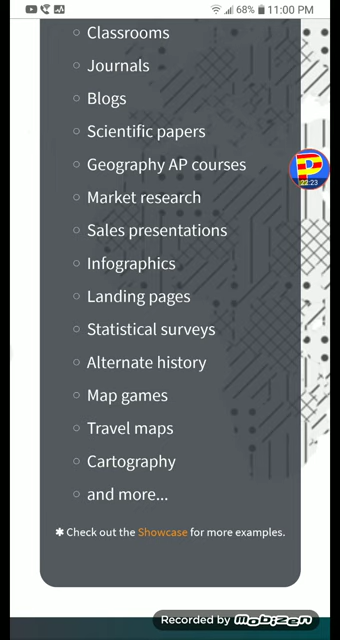 68% 11:00 PM
Classrooms
Journals
Blogs
Scientific papers
Geography AP courses
P
22:23
Market research
Sales presentations
Infographics
Landing pages
Statistical surveys
Alternate history
Map games
Travel maps
Cartography
and more...
✱ Check out the Showcase for more examples.
Recorded by mobizen